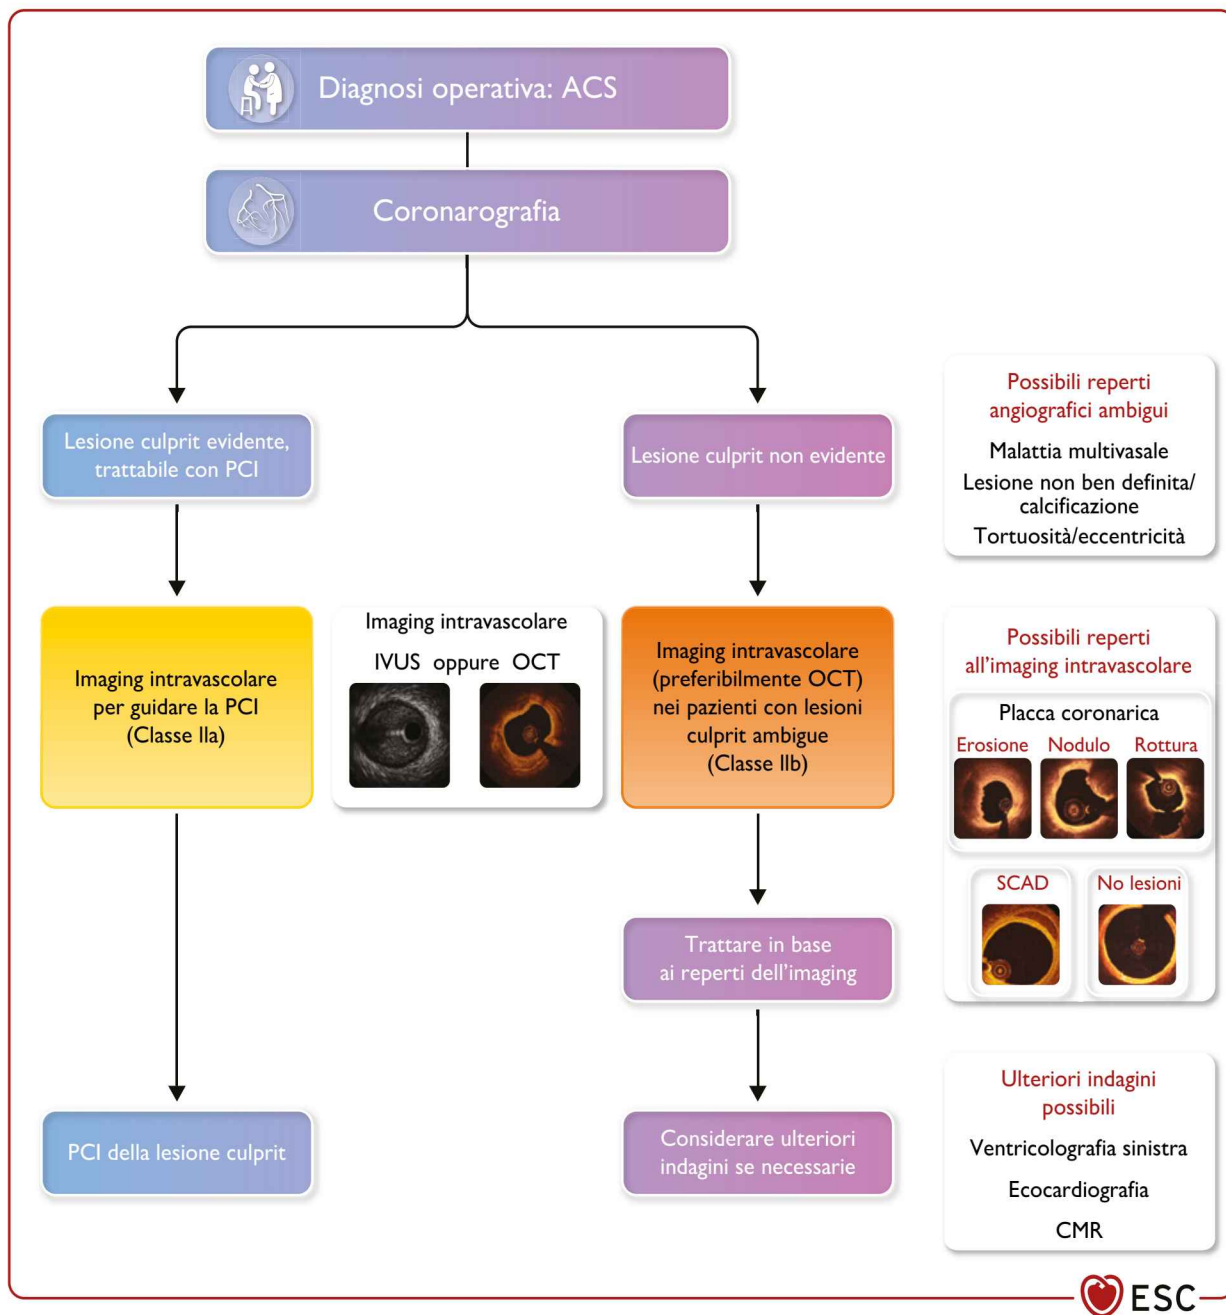 Diagnosi operativa: ACS
Coronarografia
Lesione culprit evidente,
trattabile con PCI
Lesione culprit non evidente
Possibili reperti
angiografici ambigui
Malattia multivasale
Lesione non ben definita/
calcificazione
Tortuosità/eccentricità
Imaging intravascolare
per guidare la PCI
(Classe IIa)
Imaging intravascolare
IVUS oppure OCT
Imaging intravascolare
(preferibilmente OCT)
nei pazienti con lesioni
culprit ambigue
(Classe IIb)
Possibili reperti
all'imaging intravascolare
Placca coronarica
Erosione Nodulo Rottura
SCAD No lesioni
Trattare in base
ai reperti dell'imaging
PCI della lesione culprit
Considerare ulteriori
indagini se necessarie
Ulteriori indagini
possibili
Ventricolografia sinistra
Ecocardiografia
CMR
ESC